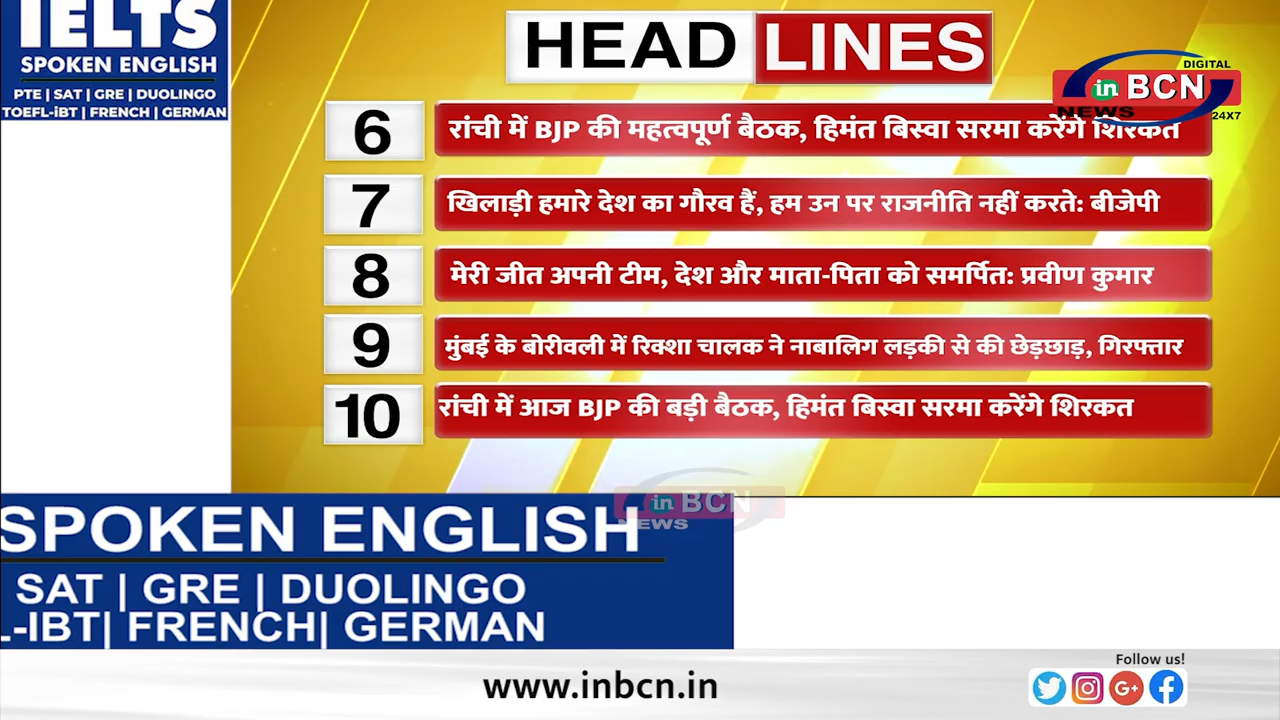 IELTS
SPOKEN ENGLISH
PTE | SAT | GRE | DUOLINGO
TOEFL-iBT | FRENCH | GERMAN
HEAD LINES
DIGITAL
in BCN
NEWS
24X7
6 रांची में BJP की महत्वपूर्ण बैठक, हिमंत बिस्वा सरमा करेंगे शिरकत
7 खिलाड़ी हमारे देश का गौरव हैं, हम उन पर राजनीति नहीं करते: बीजेपी
8 मेरी जीत अपनी टीम, देश और माता-पिता को समर्पित: प्रवीण कुमार
9 मुंबई के बोरीवली में रिक्शा चालक ने नाबालिग लड़की से की छेड़छाड़, गिरफ्तार
10 रांची में आज BJP की बड़ी बैठक, हिमंत बिस्वा सरमा करेंगे शिरकत
in BCN
NEWS
SPOKEN ENGLISH
SAT | GRE | DUOLINGO
L-IBT| FRENCH| GERMAN
Follow us!
www.inbcn.in